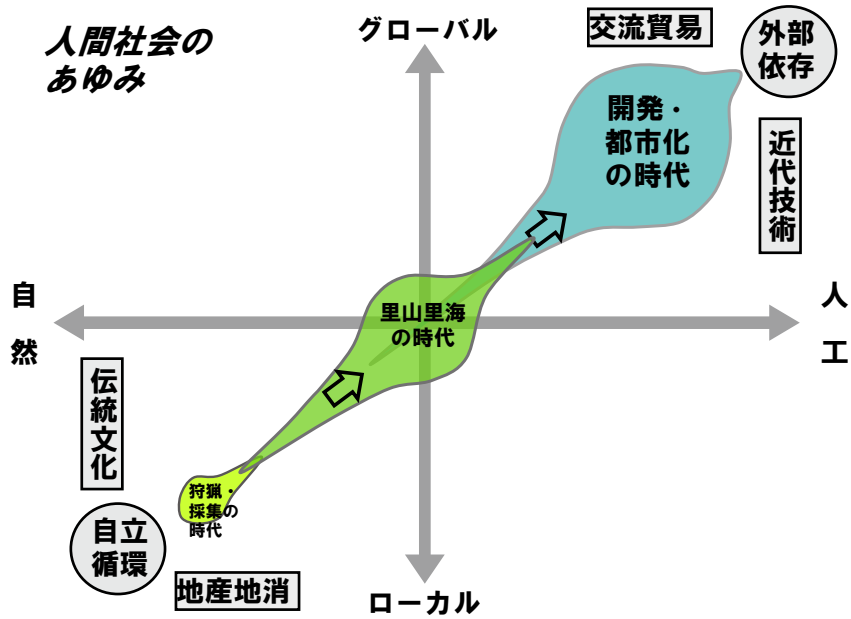 人間社会の
あゆみ
グローバル
交流貿易
外部
依存
開発・
都市化
の時代
近代技術
自然
里山里海
の時代
人工
伝統文化
狩猟・
採集の
時代
自立
循環
地産地消
ローカル